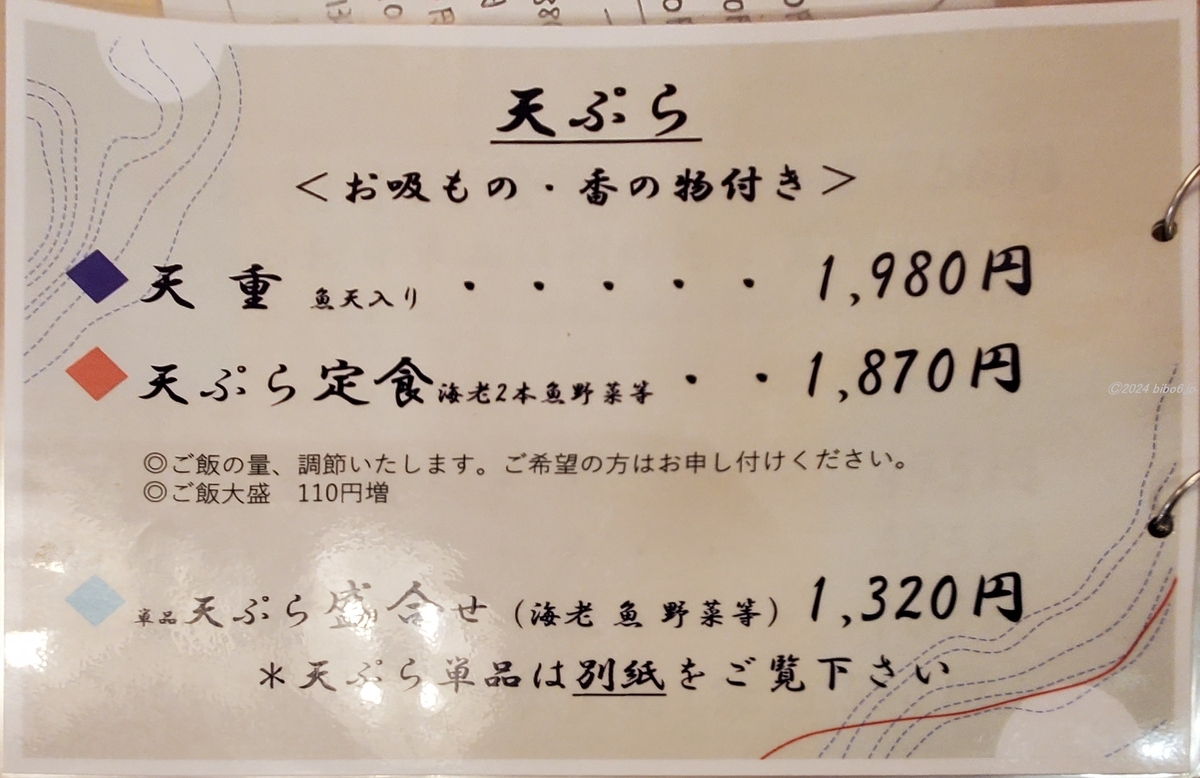 天ぷら
＜お吸もの・香の物付き＞
天重 魚天入り ・・・・・ 1,980円
天ぷら定食 海老2本魚野菜等 ・・ 1,870円
◎ご飯の量、調節いたします。ご希望の方はお申し付けください。
◎ご飯大盛　110円増
単品天ぷら盛合せ（海老 魚 野菜等）1,320円
＊天ぷら単品は別紙をご覧下さい
©2024 bibo6.jp